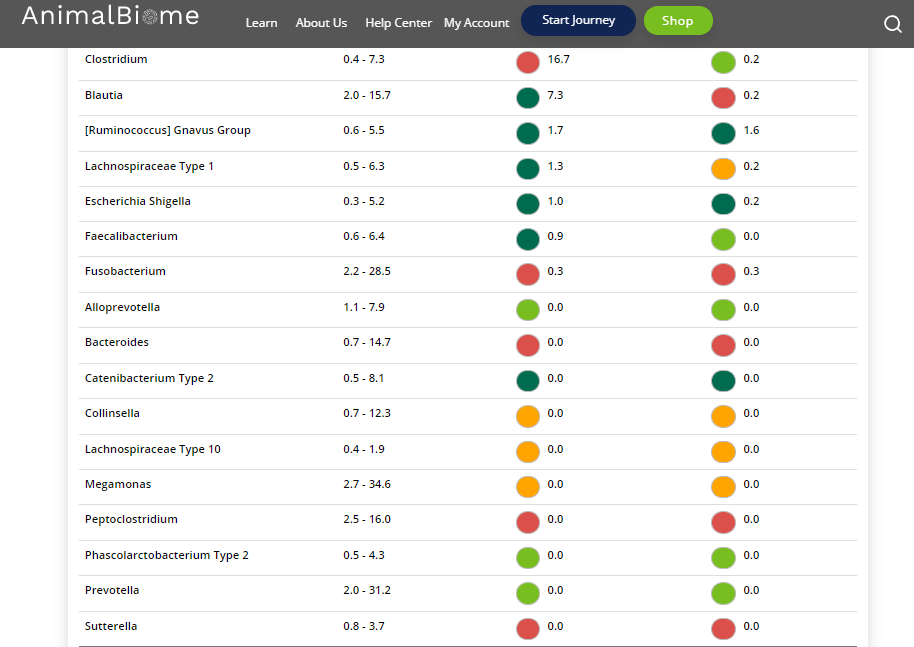 AnimalBiome
Learn About Us Help Center My Account Start Journey Shop
Clostridium 0.4 - 7.3 16.7 0.2
Blautia 2.0 - 15.7 7.3 0.2
[Ruminococcus] Gnavus Group 0.6 - 5.5 1.7 1.6
Lachnospiraceae Type 1 0.5 - 6.3 1.3 0.2
Escherichia Shigella 0.3 - 5.2 1.0 0.2
Faecalibacterium 0.6 - 6.4 0.9 0.0
Fusobacterium 2.2 - 28.5 0.3 0.3
Alloprevotella 1.1 - 7.9 0.0 0.0
Bacteroides 0.7 - 14.7 0.0 0.0
Catenibacterium Type 2 0.5 - 8.1 0.0 0.0
Collinsella 0.7 - 12.3 0.0 0.0
Lachnospiraceae Type 10 0.4 - 1.9 0.0 0.0
Megamonas 2.7 - 34.6 0.0 0.0
Peptoclostridium 2.5 - 16.0 0.0 0.0
Phascolarctobacterium Type 2 0.5 - 4.3 0.0 0.0
Prevotella 2.0 - 31.2 0.0 0.0
Sutterella 0.8 - 3.7 0.0 0.0